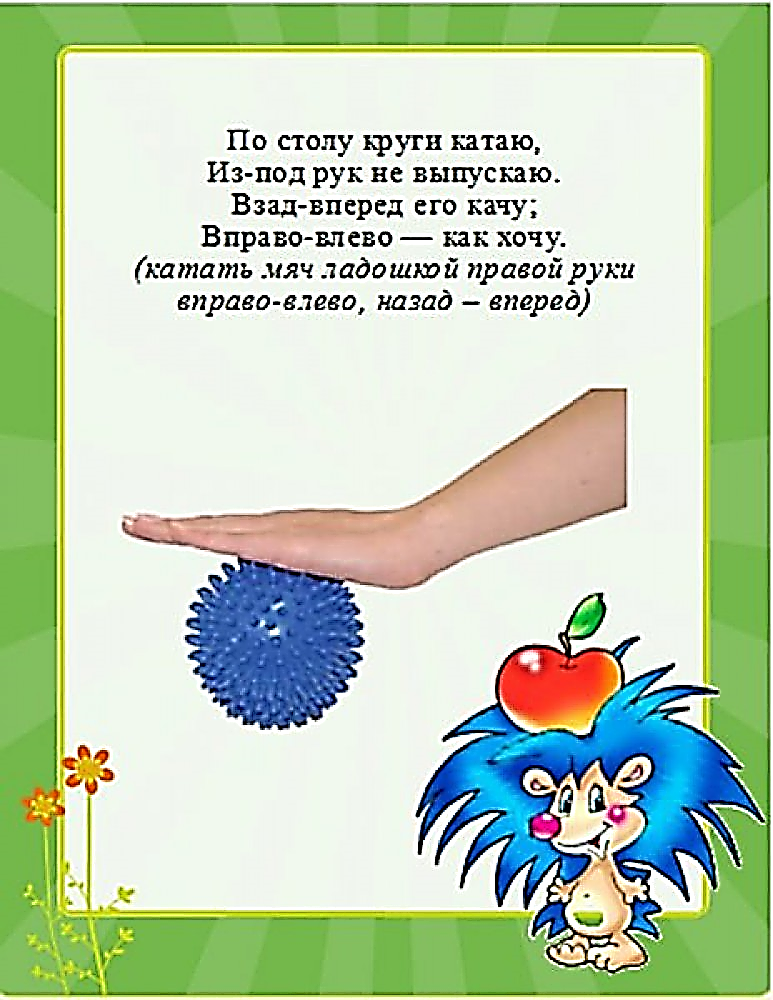 По столу круги катаю,
Из-под рук не выпускаю.
Взад-вперед его качу;
Вправо-влево — как хочу.
(катать мяч ладошкой правой руки
вправо-влево, назад – вперед)